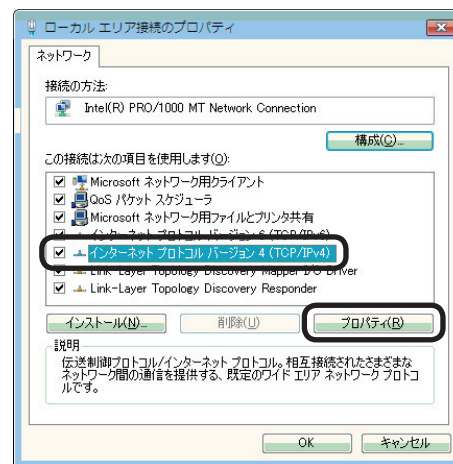 ローカル エリア接続のプロパティ
ネットワーク
接続の方法:
Intel(R) PRO/1000 MT Network Connection
構成(C)...
この接続は次の項目を使用します(O):
Microsoft ネットワーク用クライアント
QoS パケット スケジューラ
Microsoft ネットワーク用ファイルとプリンタ共有
インターネット プロトコル バージョン 6 (TCP/IPv6)
インターネット プロトコル バージョン 4 (TCP/IPv4)
Link-Layer Topology Discovery Mapper I/O Driver
Link-Layer Topology Discovery Responder
インストール(N)...
削除(U)
プロパティ(R)
説明
伝送制御プロトコル/インターネット プロトコル。相互接続されたさまざまな
ネットワーク間の通信を提供する、既定のワイド エリア ネットワーク プロトコ
ルです。
OK
キャンセル